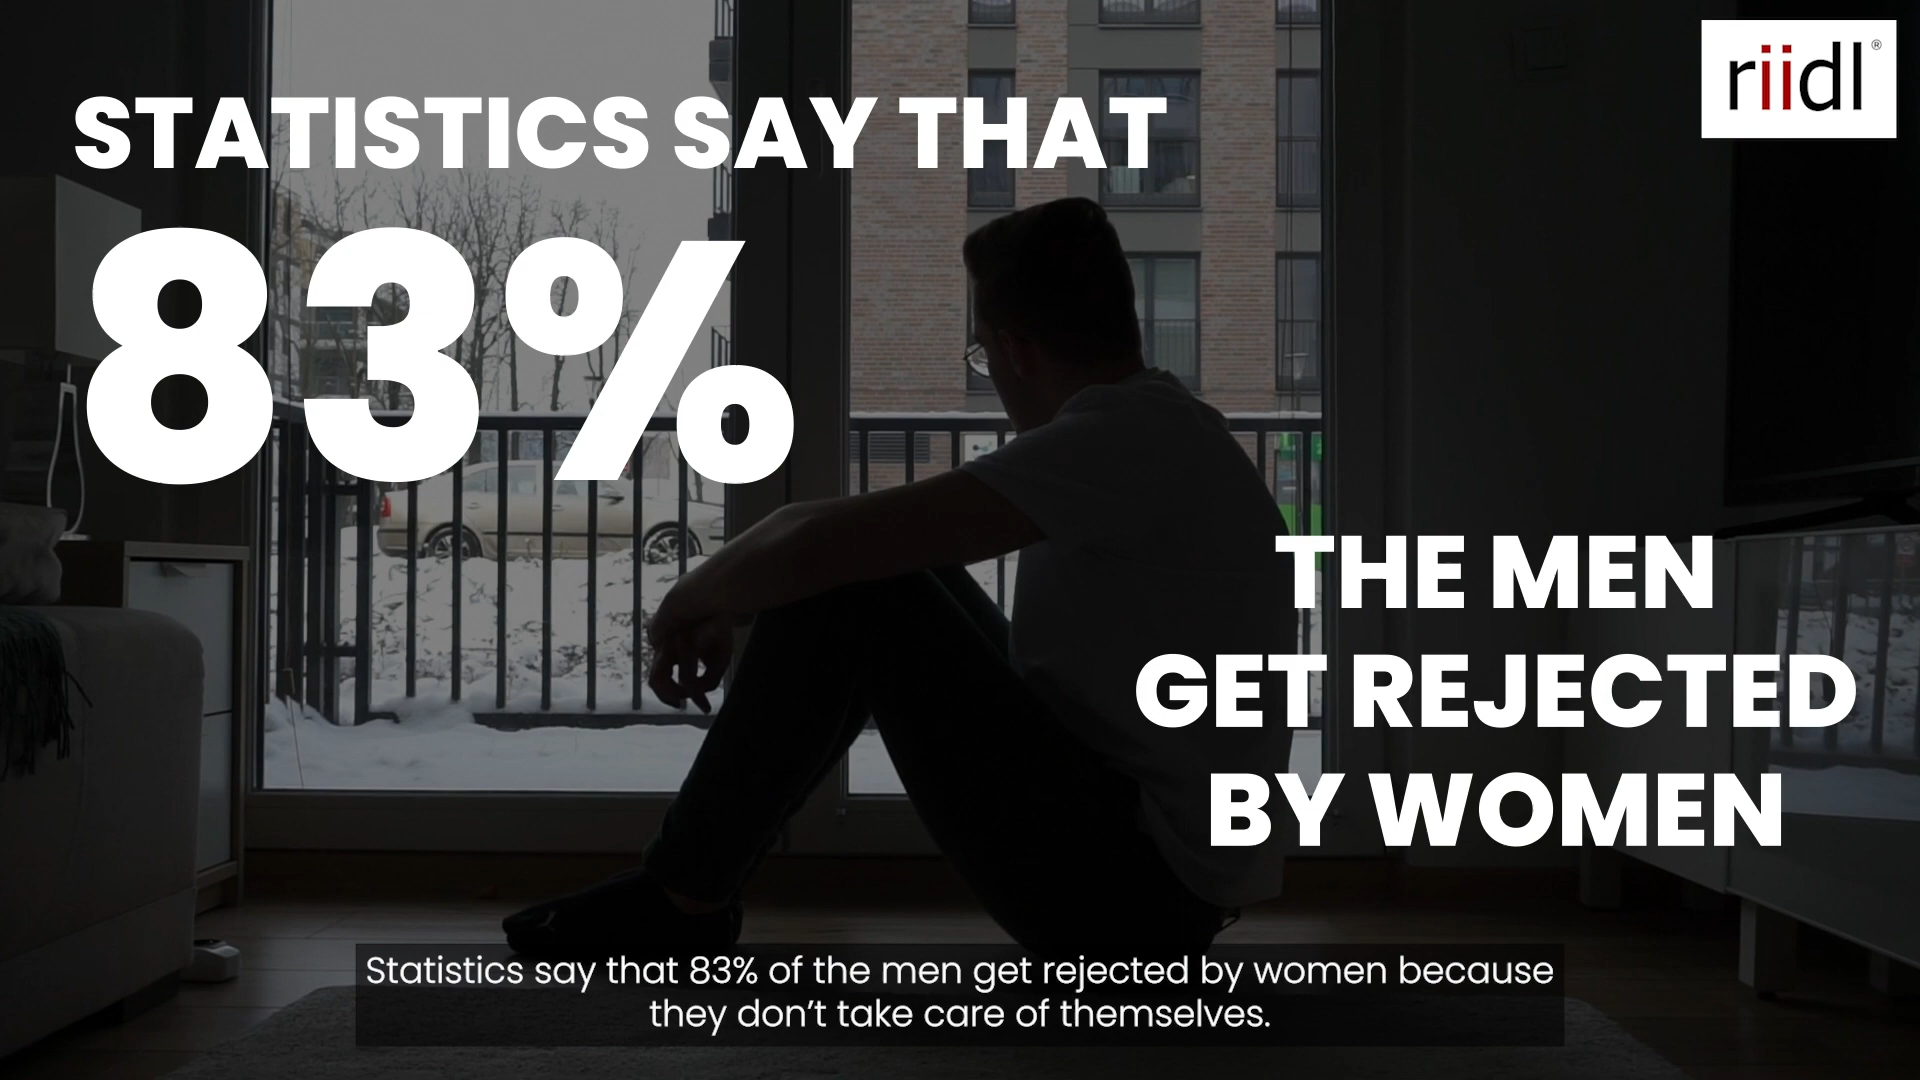 riidl®
STATISTICS SAY THAT
83%
THE MEN
GET REJECTED
BY WOMEN
Statistics say that 83% of the men get rejected by women because
they don’t take care of themselves.